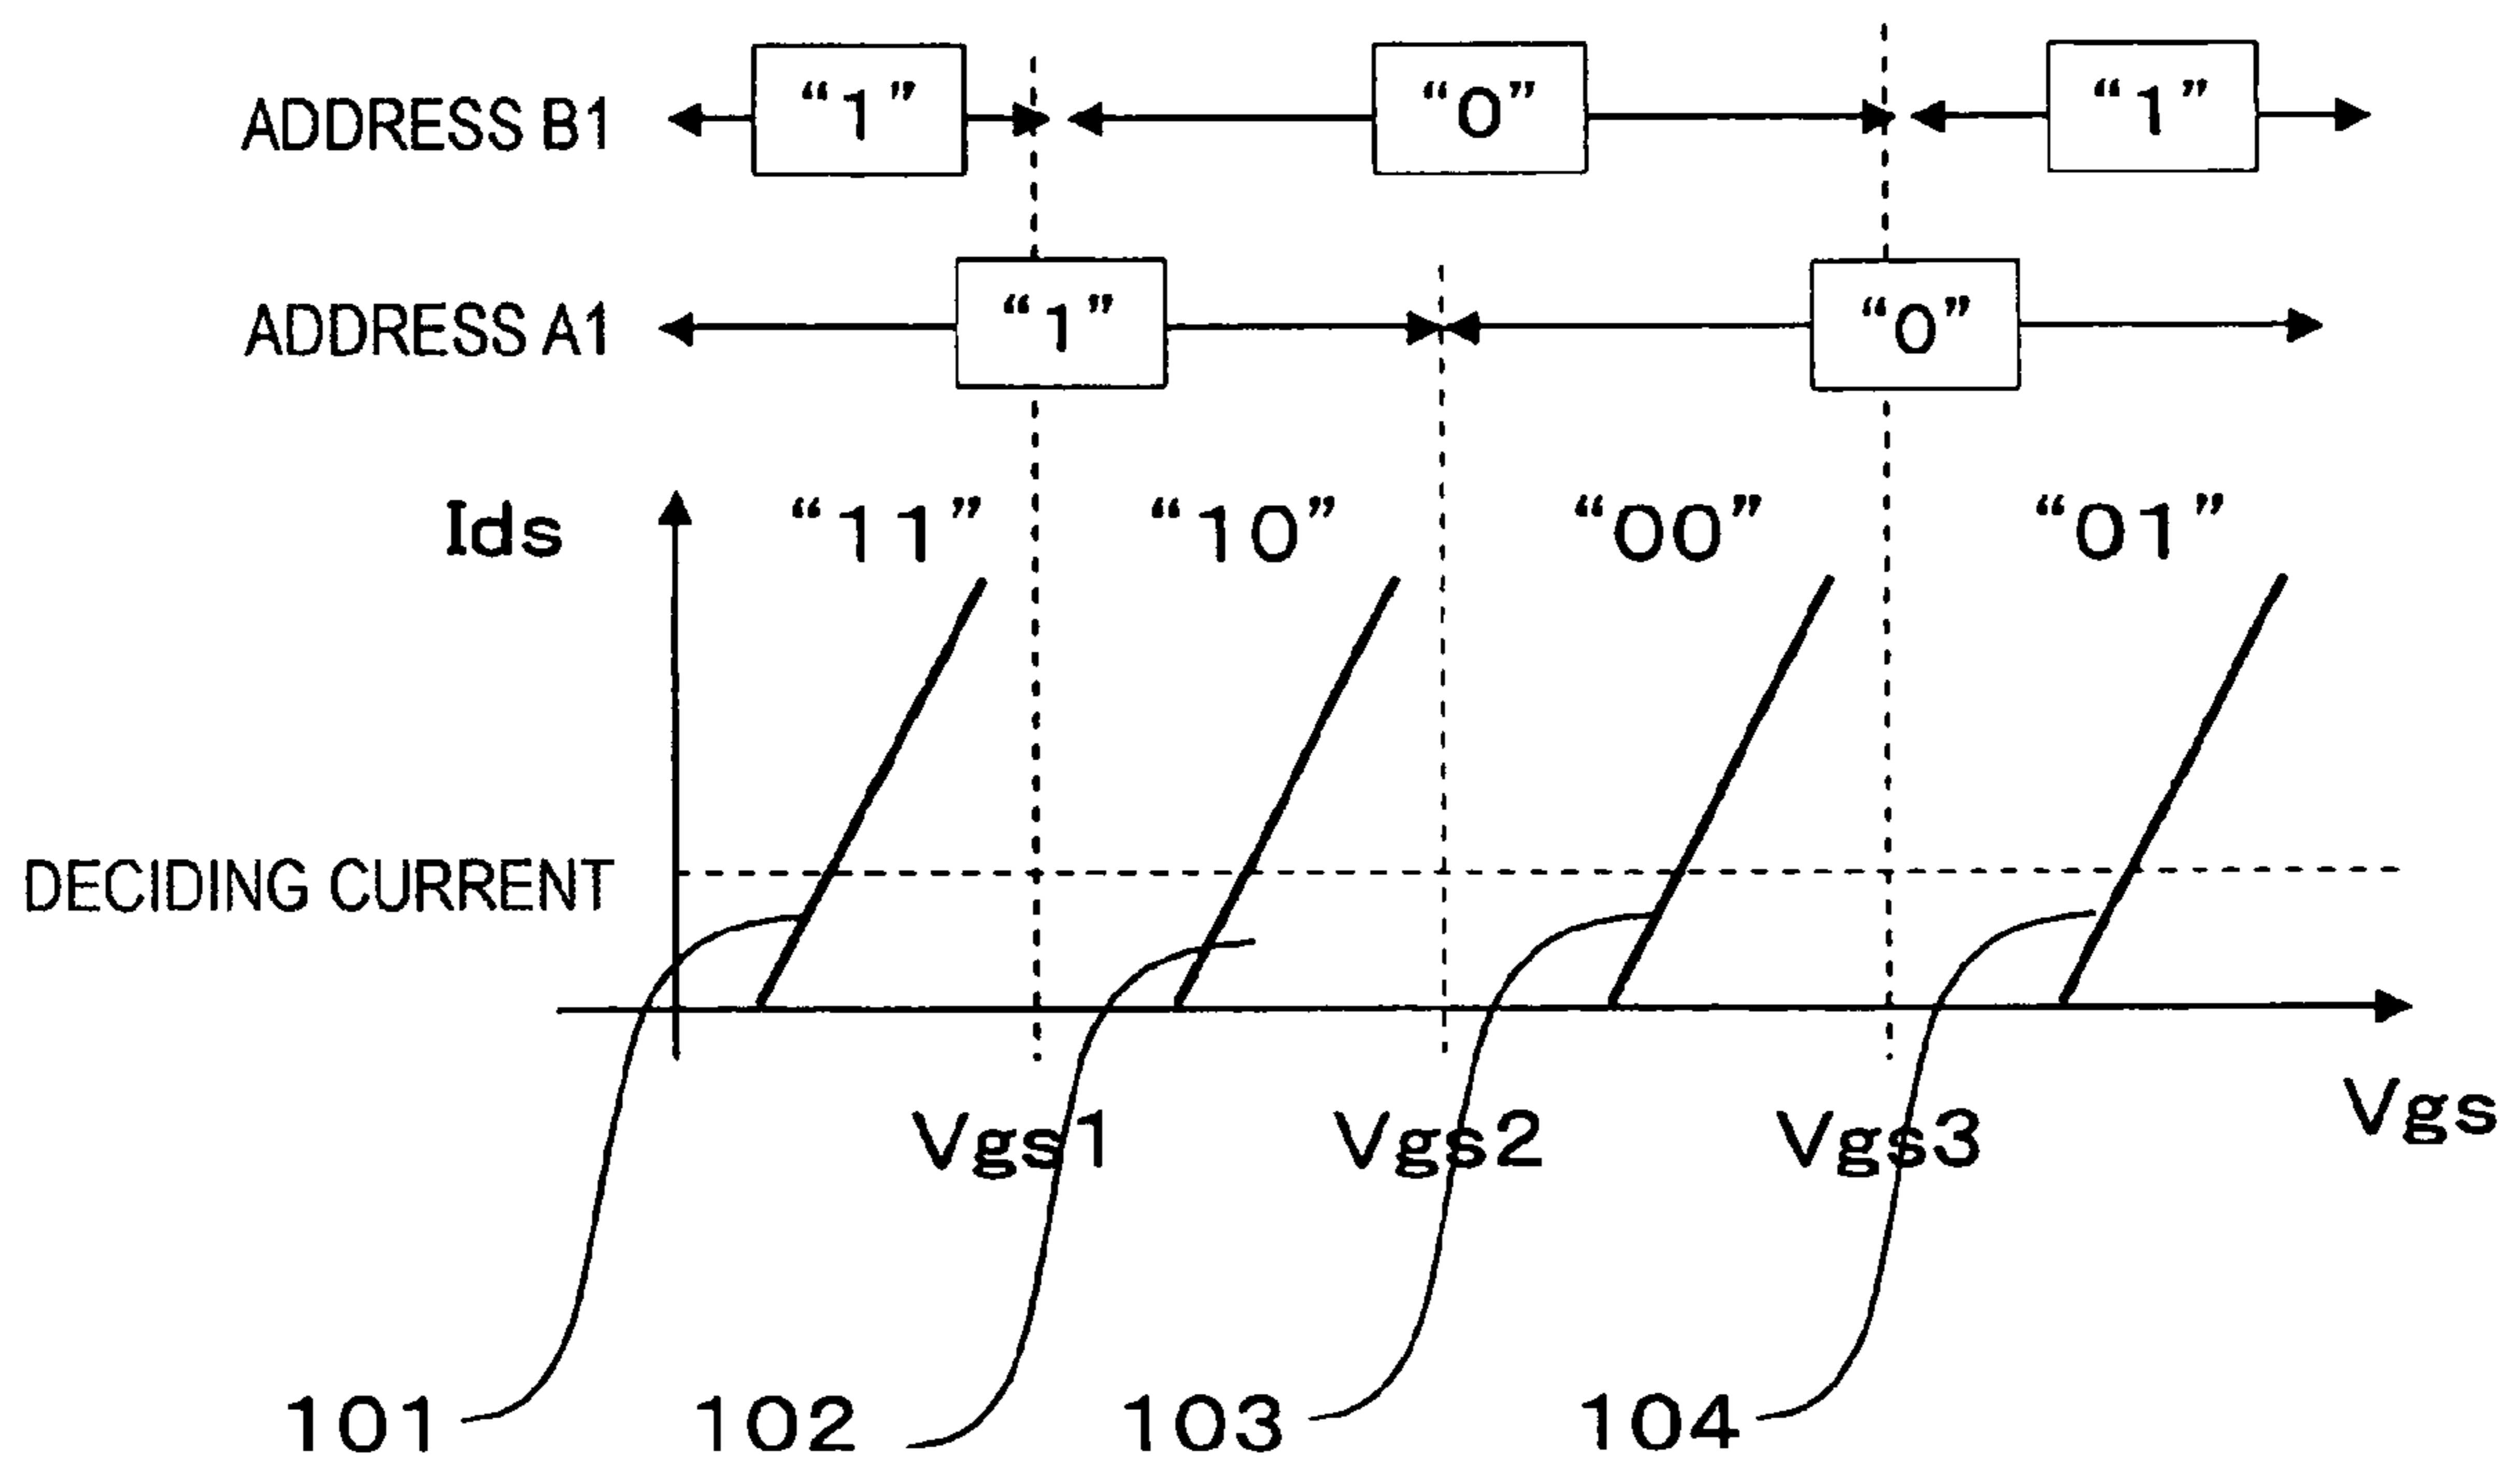 ADDRESS B1 “1” “0” “1”
ADDRESS A1 “1” “0”
Ids “11” “10” “00” “01”
DECIDING CURRENT
Vgs1 Vgs2 Vgs3 Vgs
101 102 103 104